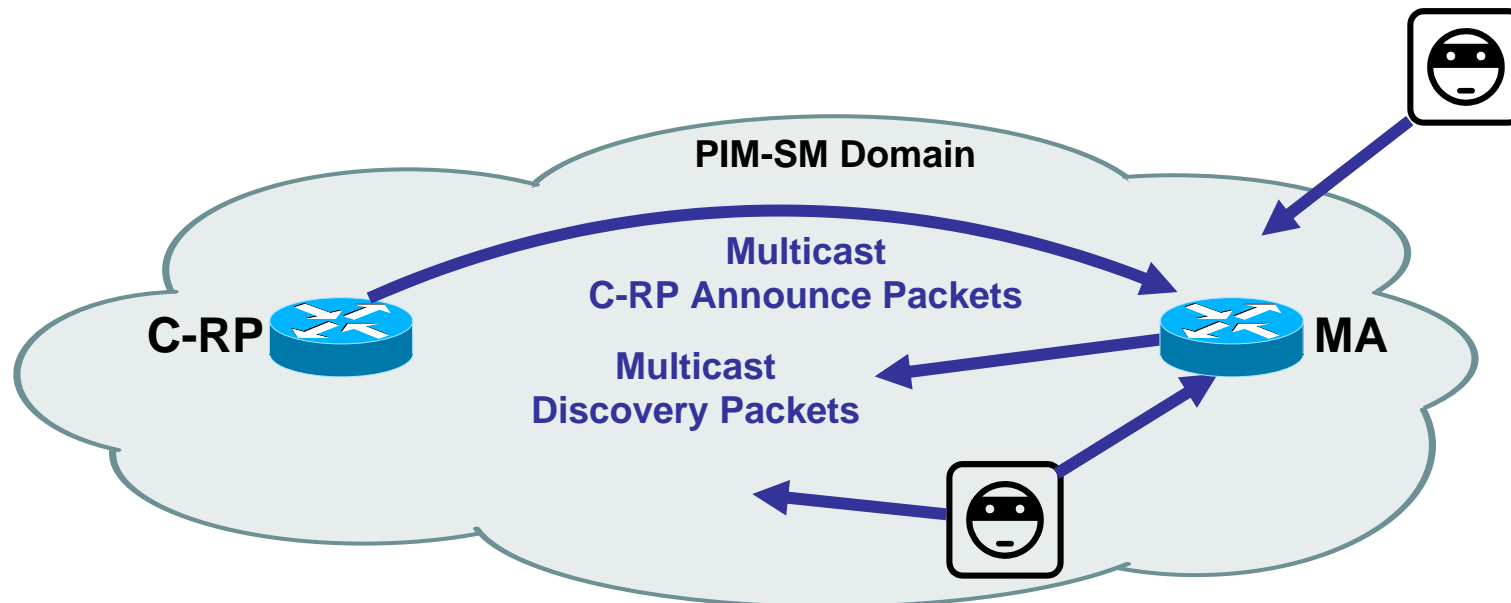 PIM-SM Domain
Multicast
C-RP Announce Packets
C-RP
MA
Multicast
Discovery Packets